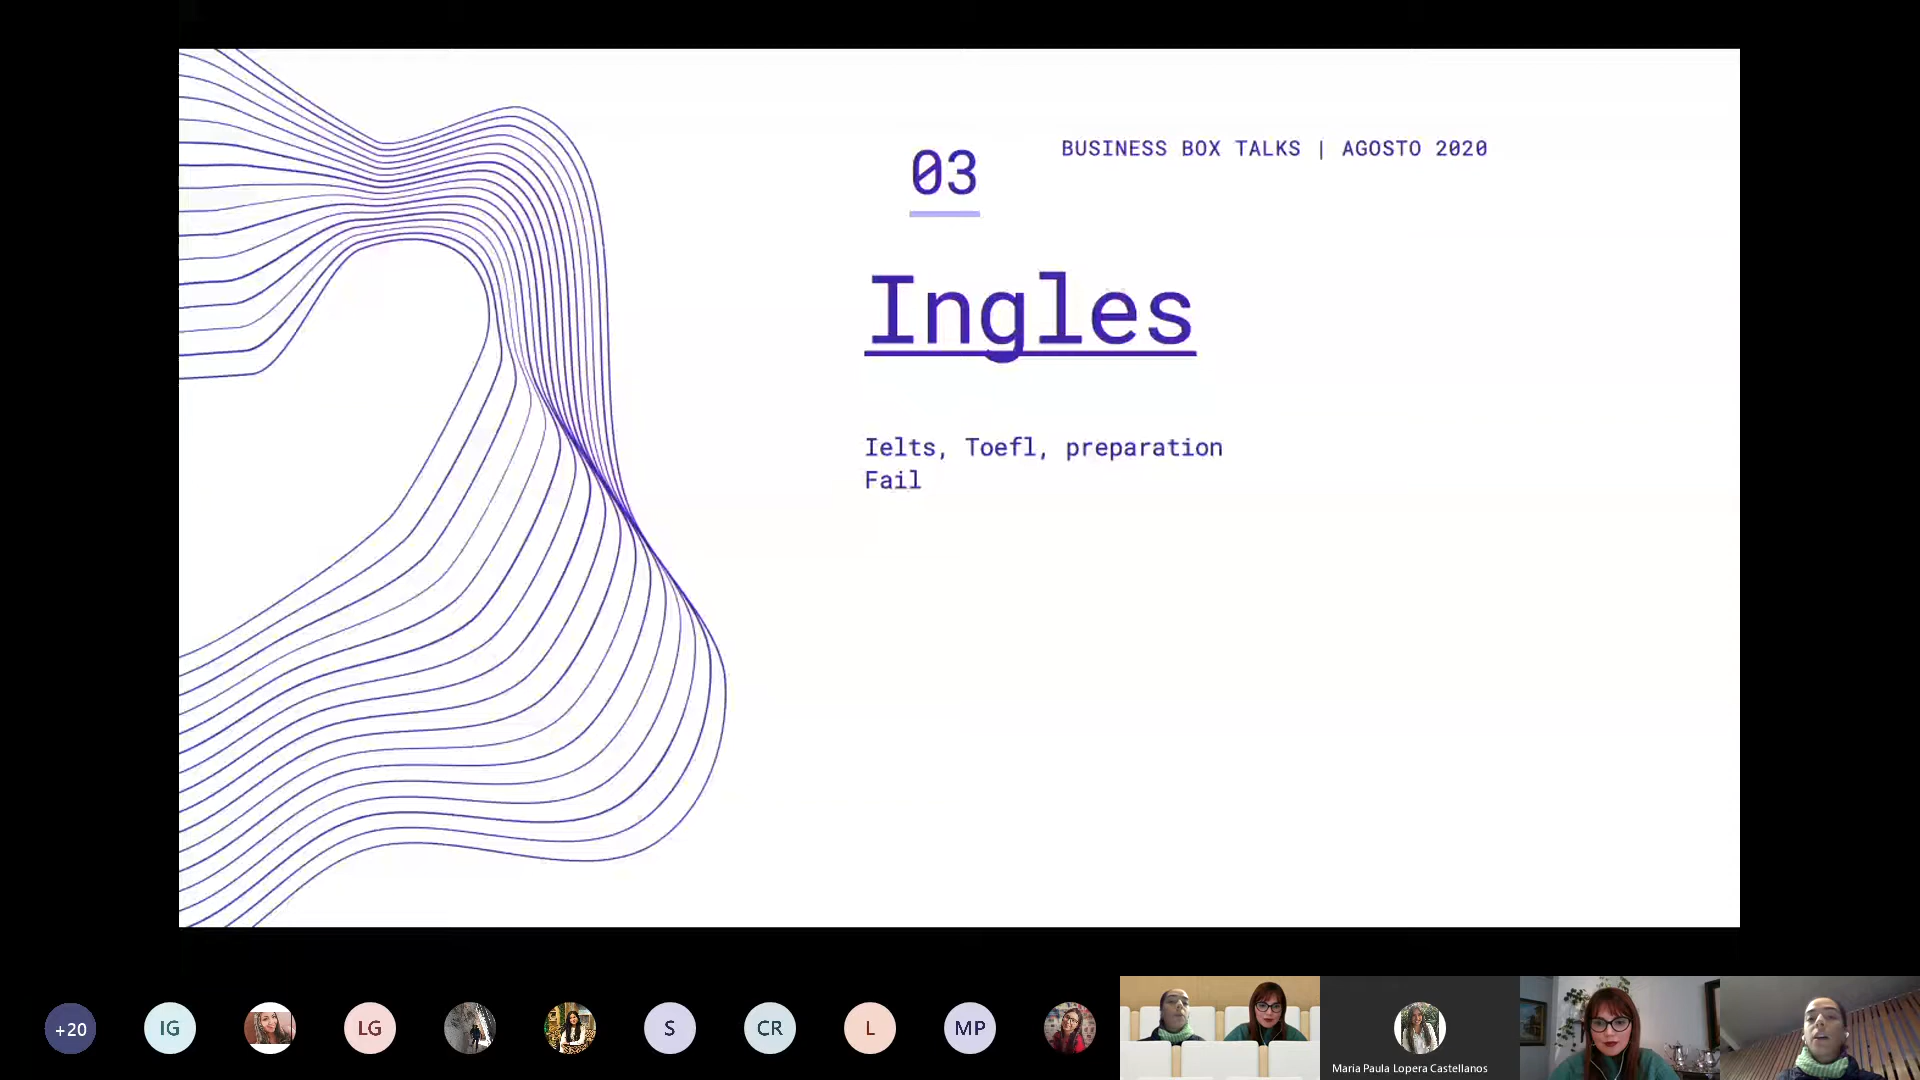 03
BUSINESS BOX TALKS | AGOSTO 2020
Ingles
Ielts, Toefl, preparation
Fail
+20
IG
LG
S
CR
L
MP
Maria Paula Lopera Castellanos